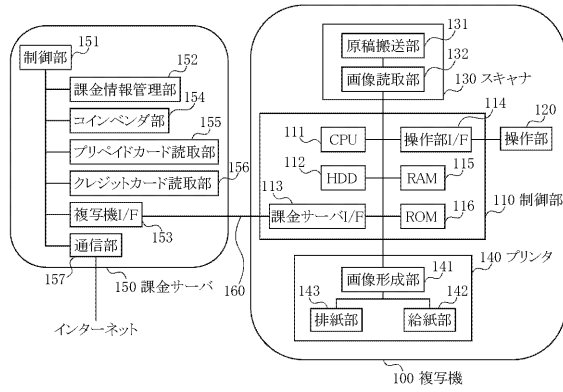 制御部 151
課金情報管理部 152
コインベンダ部 154
プリペイドカード読取部 155
クレジットカード読取部 156
複写機I/F 153
通信部 157
150 課金サーバ
インターネット
160
原稿搬送部 131
画像読取部 132
130 スキャナ
111 CPU
操作部I/F 114
操作部 120
112 HDD
RAM 115
113 課金サーバI/F
ROM 116
110 制御部
画像形成部 141
140 プリンタ
143 排紙部
給紙部 142
100 複写機